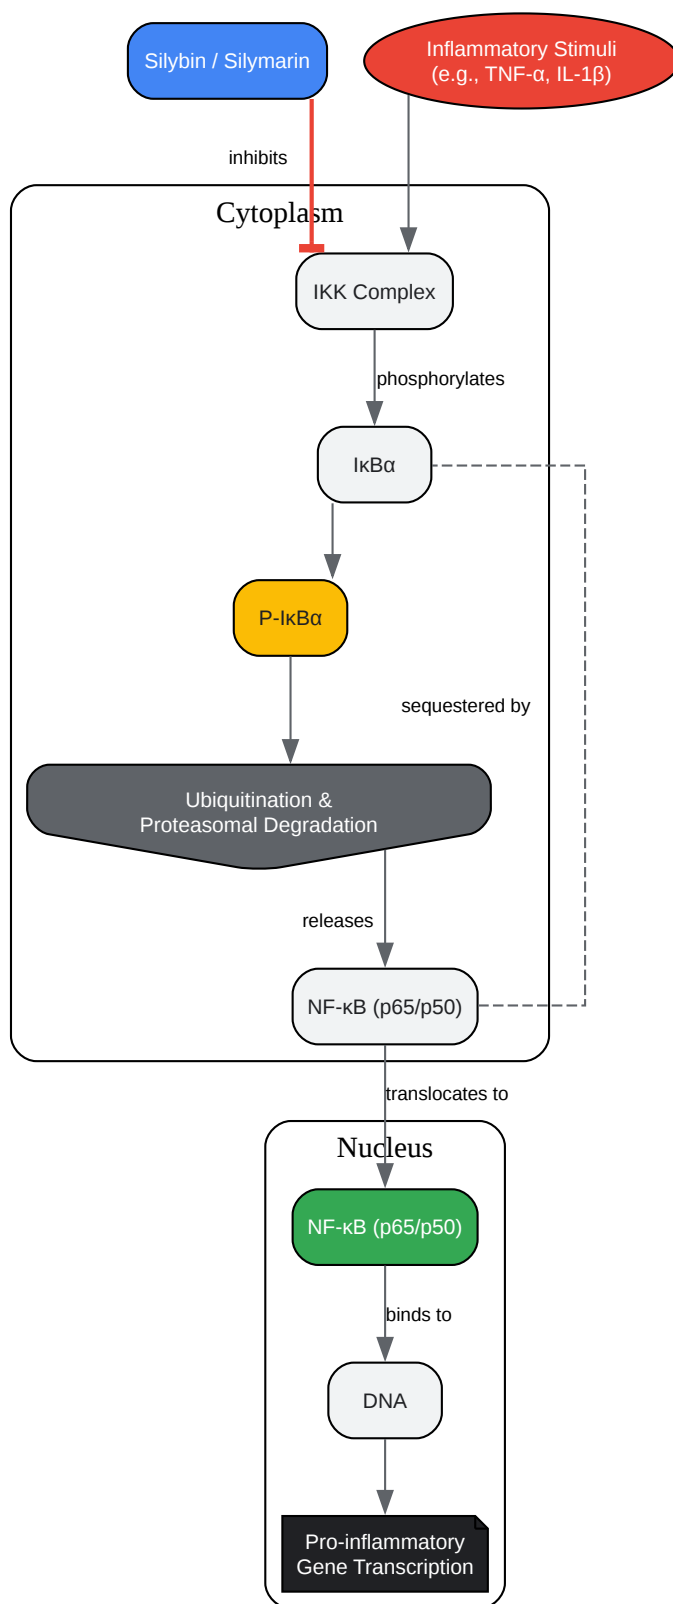 Silybin / Silymarin
Inflammatory Stimuli
(e.g., TNF-α, IL-1β)
inhibits
Cytoplasm
IKK Complex
phosphorylates
IκBα
P-IκBα
sequestered by
Ubiquitination &
Proteasomal Degradation
releases
NF-κB (p65/p50)
translocates to
Nucleus
NF-κB (p65/p50)
binds to
DNA
Pro-inflammatory
Gene Transcription